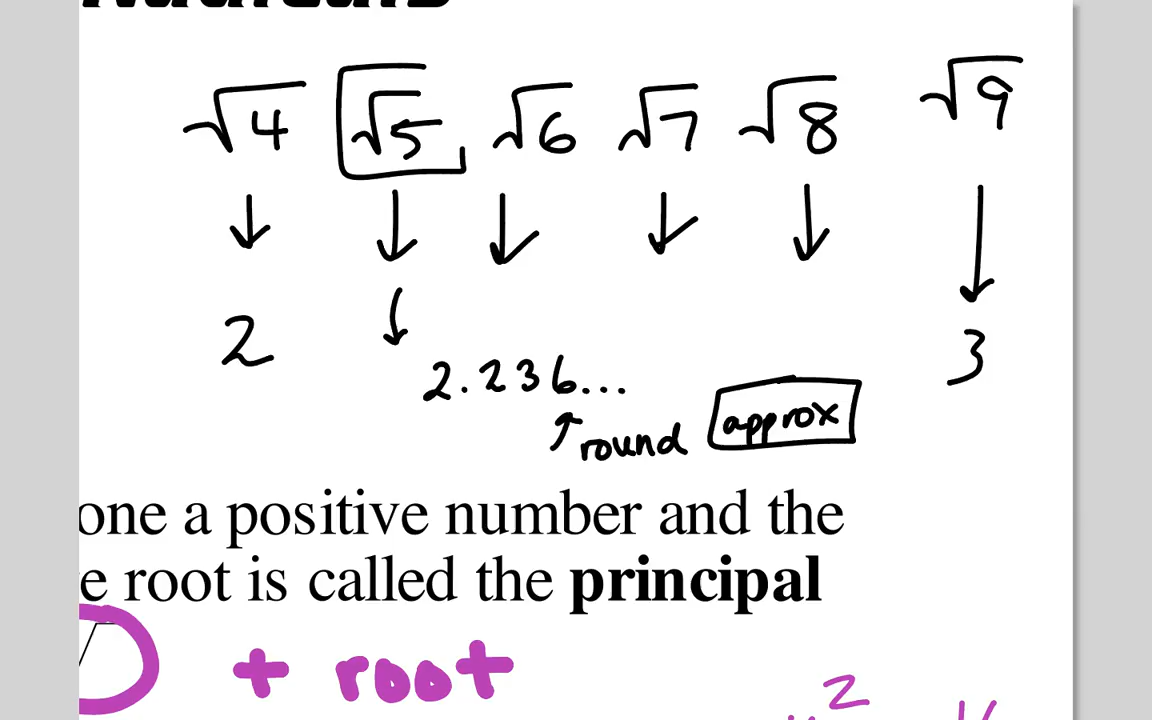 √4 √5 √6 √7 √8 √9
2 3
2.236...
round approx
one a positive number and the
e root is called the principal
+ root
2